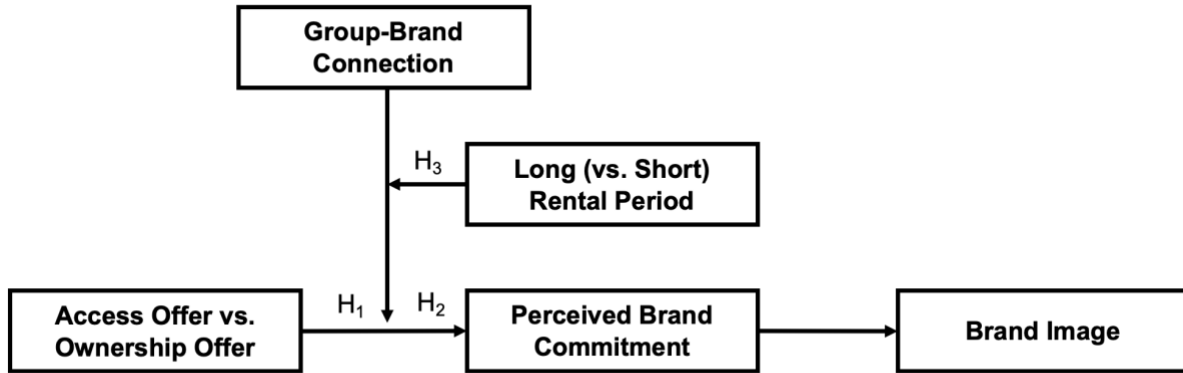 Group-Brand
Connection
H₃
Long (vs. Short)
Rental Period
Access Offer vs.
Ownership Offer
H₁
H₂
Perceived Brand
Commitment
Brand Image